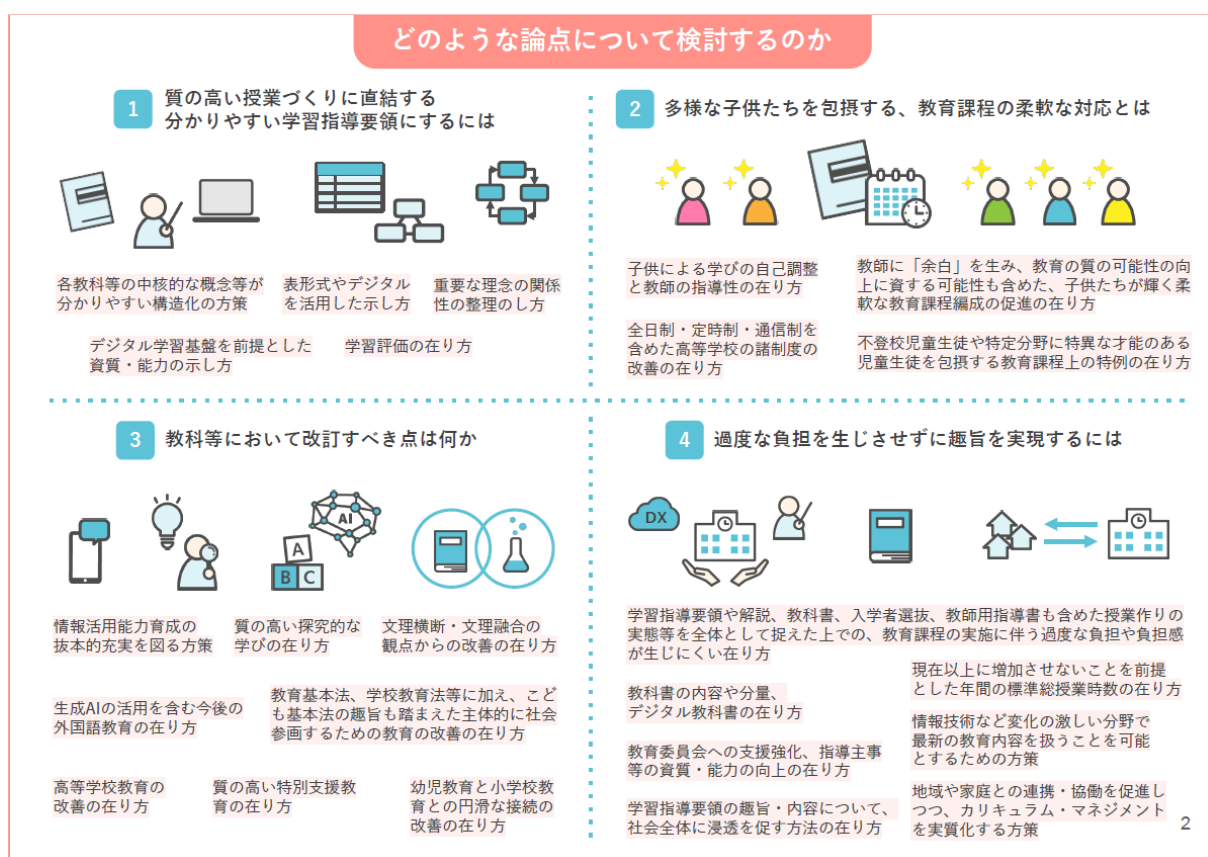 どのような論点について検討するのか
1
質の高い授業づくりに直結する
分かりやすい学習指導要領にするには
各教科等の中核的な概念等が
分かりやすい構造化の方策
表形式やデジタル
を活用した示し方
重要な理念の関係
性の整理のし方
デジタル学習基盤を前提とした
資質・能力の示し方
学習評価の在り方
2
多様な子供たちを包摂する、教育課程の柔軟な対応とは
子供による学びの自己調整
と教師の指導性の在り方
教師に「余白」を生み、教育の質の可能性の向
上に資する可能性も含めた、子供たちが輝く柔
軟な教育課程編成の促進の在り方
全日制・定時制・通信制を
含めた高等学校の諸制度の
改善の在り方
不登校児童生徒や特定分野に特異な才能のある
児童生徒を包摂する教育課程上の特例の在り方
3
教科等において改訂すべき点は何か
AI
A
B C
情報活用能力育成の
抜本的充実を図る方策
質の高い探究的な
学びの在り方
文理横断・文理融合の
観点からの改善の在り方
生成AIの活用を含む今後の
外国語教育の在り方
教育基本法、学校教育法等に加え、こど
も基本法の趣旨も踏まえた主体的に社会
参画するための教育の改善の在り方
高等学校教育の
改善の在り方
質の高い特別支援教
育の在り方
幼児教育と小学校教
育との円滑な接続の
改善の在り方
4
過度な負担を生じさせずに趣旨を実現するには
DX
学習指導要領や解説、教科書、入学者選抜、教師用指導書も含めた授業作りの
実態等を全体として捉えた上での、教育課程の実施に伴う過度な負担や負担感
が生じにくい在り方
教科書の内容や分量、
デジタル教科書の在り方
教育委員会への支援強化、指導主事
等の資質・能力の向上の在り方
学習指導要領の趣旨・内容について、
社会全体に浸透を促す方法の在り方
現在以上に増加させないことを前提
とした年間の標準総授業時数の在り方
情報技術など変化の激しい分野で
最新の教育内容を扱うことを可能
とするための方策
地域や家庭との連携・協働を促進し
つつ、カリキュラム・マネジメント
を実質化する方策
2